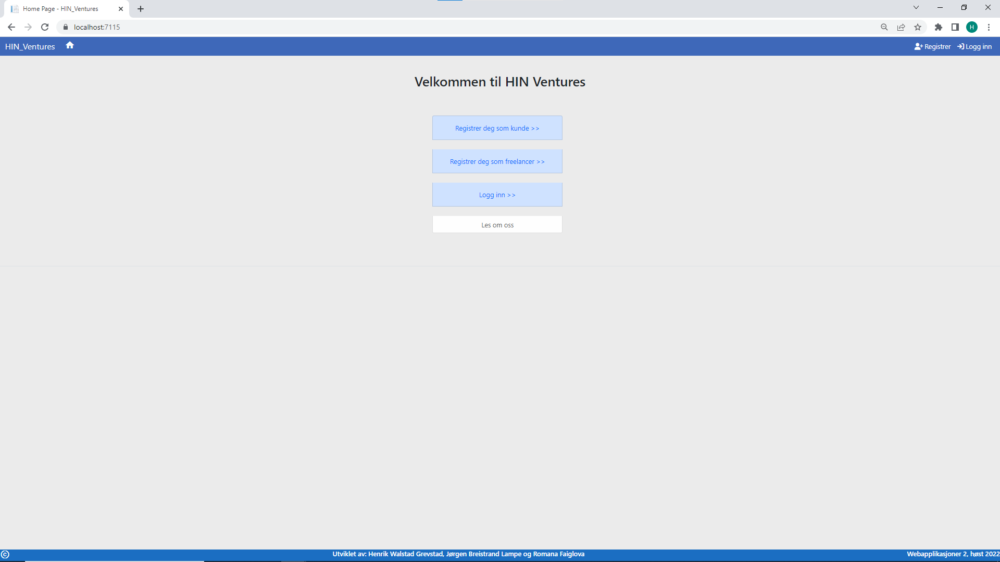 Home Page - HIN_Ventures
localhost:7115
H
HIN_Ventures
Registrer
Logg inn
Velkommen til HIN Ventures
Registrer deg som kunde >>
Registrer deg som freelancer >>
Logg inn >>
Les om oss
© Utviklet av: Henrik Walstad Grevstad, Jørgen Breistrand Lampe og Romana Faiglova Webapplikasjoner 2, høst 2022